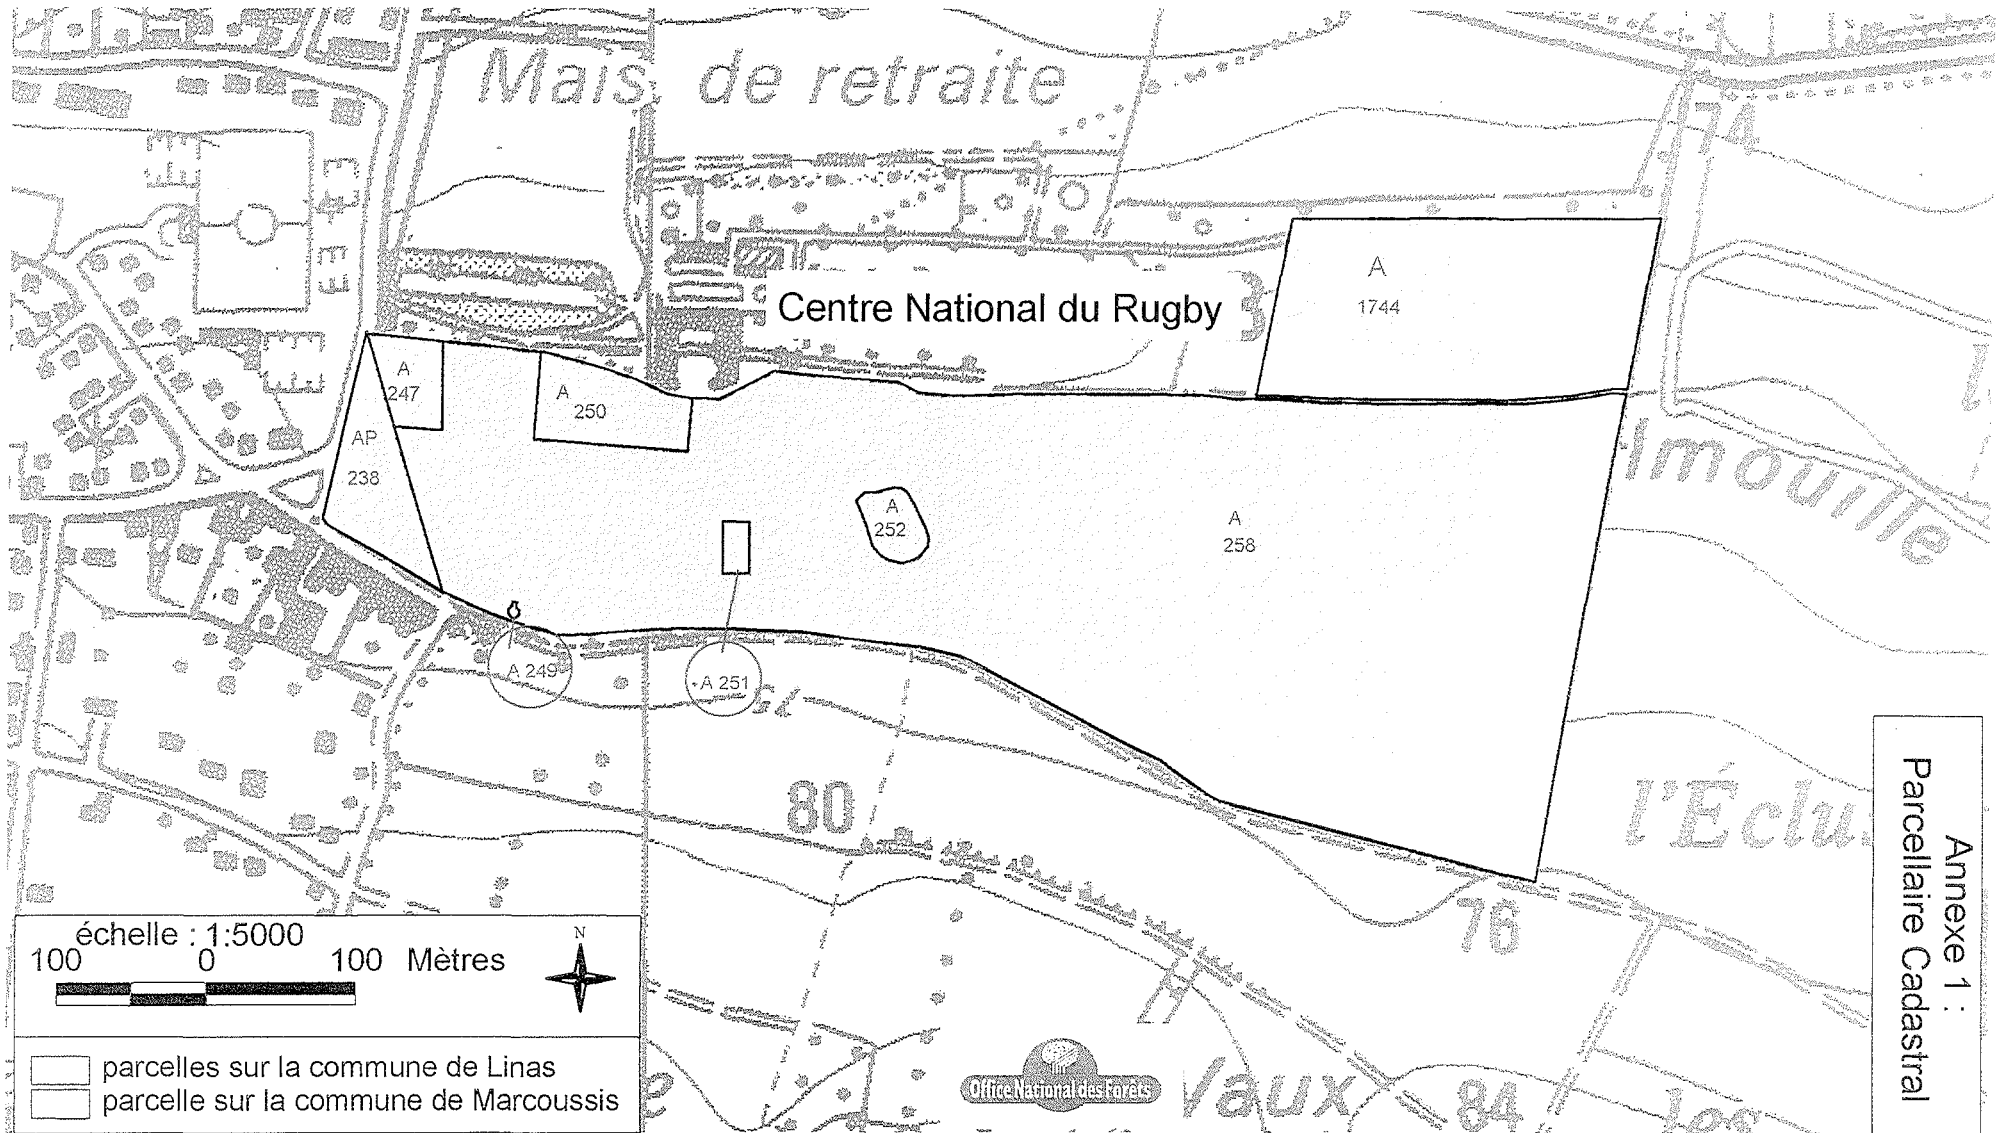 Mais. de retraite
74
Centre National du Rugby
A
1744
A
247
A
250
AP
238
A
252
A
258
A 249
A 251
80
76
l'Éclu
Annexe 1 :
Parcellaire Cadastral
échelle : 1:5000
100 0 100 Mètres
N
parcelles sur la commune de Linas
parcelle sur la commune de Marcoussis
Office National des Forêts
Vaux
84
les